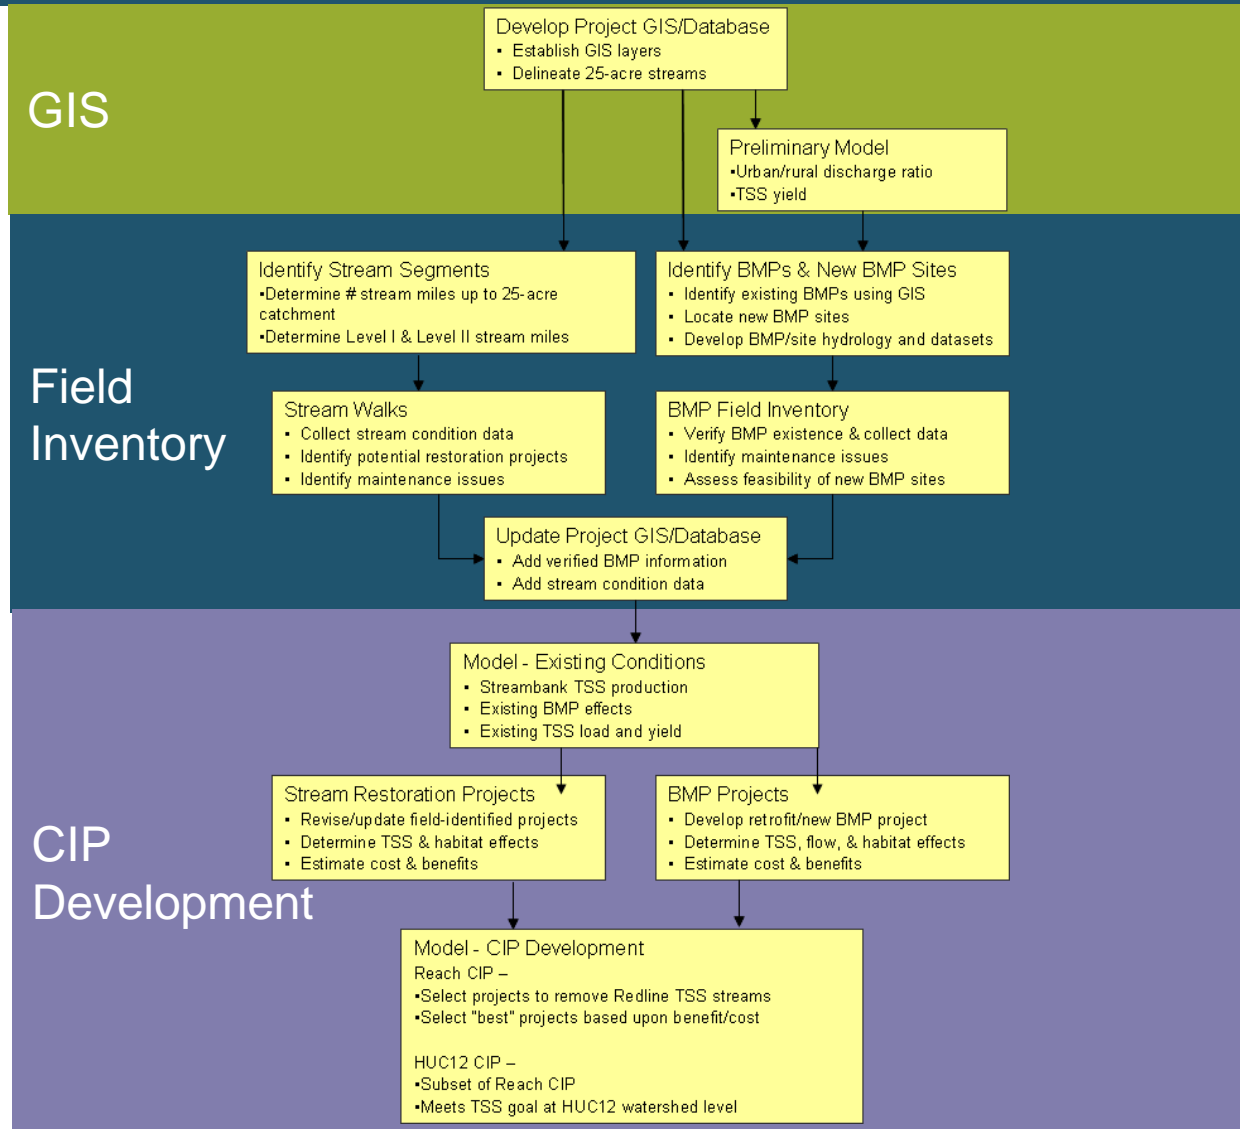 GIS
Develop Project GIS/Database
▪ Establish GIS layers
▪ Delineate 25-acre streams
Preliminary Model
▪Urban/rural discharge ratio
▪TSS yield
Field
Inventory
Identify Stream Segments
▪Determine # stream miles up to 25-acre
catchment
▪Determine Level I & Level II stream miles
Identify BMPs & New BMP Sites
▪ Identify existing BMPs using GIS
▪ Locate new BMP sites
▪ Develop BMP/site hydrology and datasets
Stream Walks
▪ Collect stream condition data
▪ Identify potential restoration projects
▪ Identify maintenance issues
BMP Field Inventory
▪ Verify BMP existence & collect data
▪ Identify maintenance issues
▪ Assess feasibility of new BMP sites
Update Project GIS/Database
▪ Add verified BMP information
▪ Add stream condition data
CIP
Development
Model - Existing Conditions
▪ Streambank TSS production
▪ Existing BMP effects
▪ Existing TSS load and yield
Stream Restoration Projects
▪ Revise/update field-identified projects
▪ Determine TSS & habitat effects
▪ Estimate cost & benefits
BMP Projects
▪ Develop retrofit/new BMP project
▪ Determine TSS, flow, & habitat effects
▪ Estimate cost & benefits
Model - CIP Development
Reach CIP –
▪Select projects to remove Redline TSS streams
▪Select "best" projects based upon benefit/cost
HUC12 CIP –
▪Subset of Reach CIP
▪Meets TSS goal at HUC12 watershed level